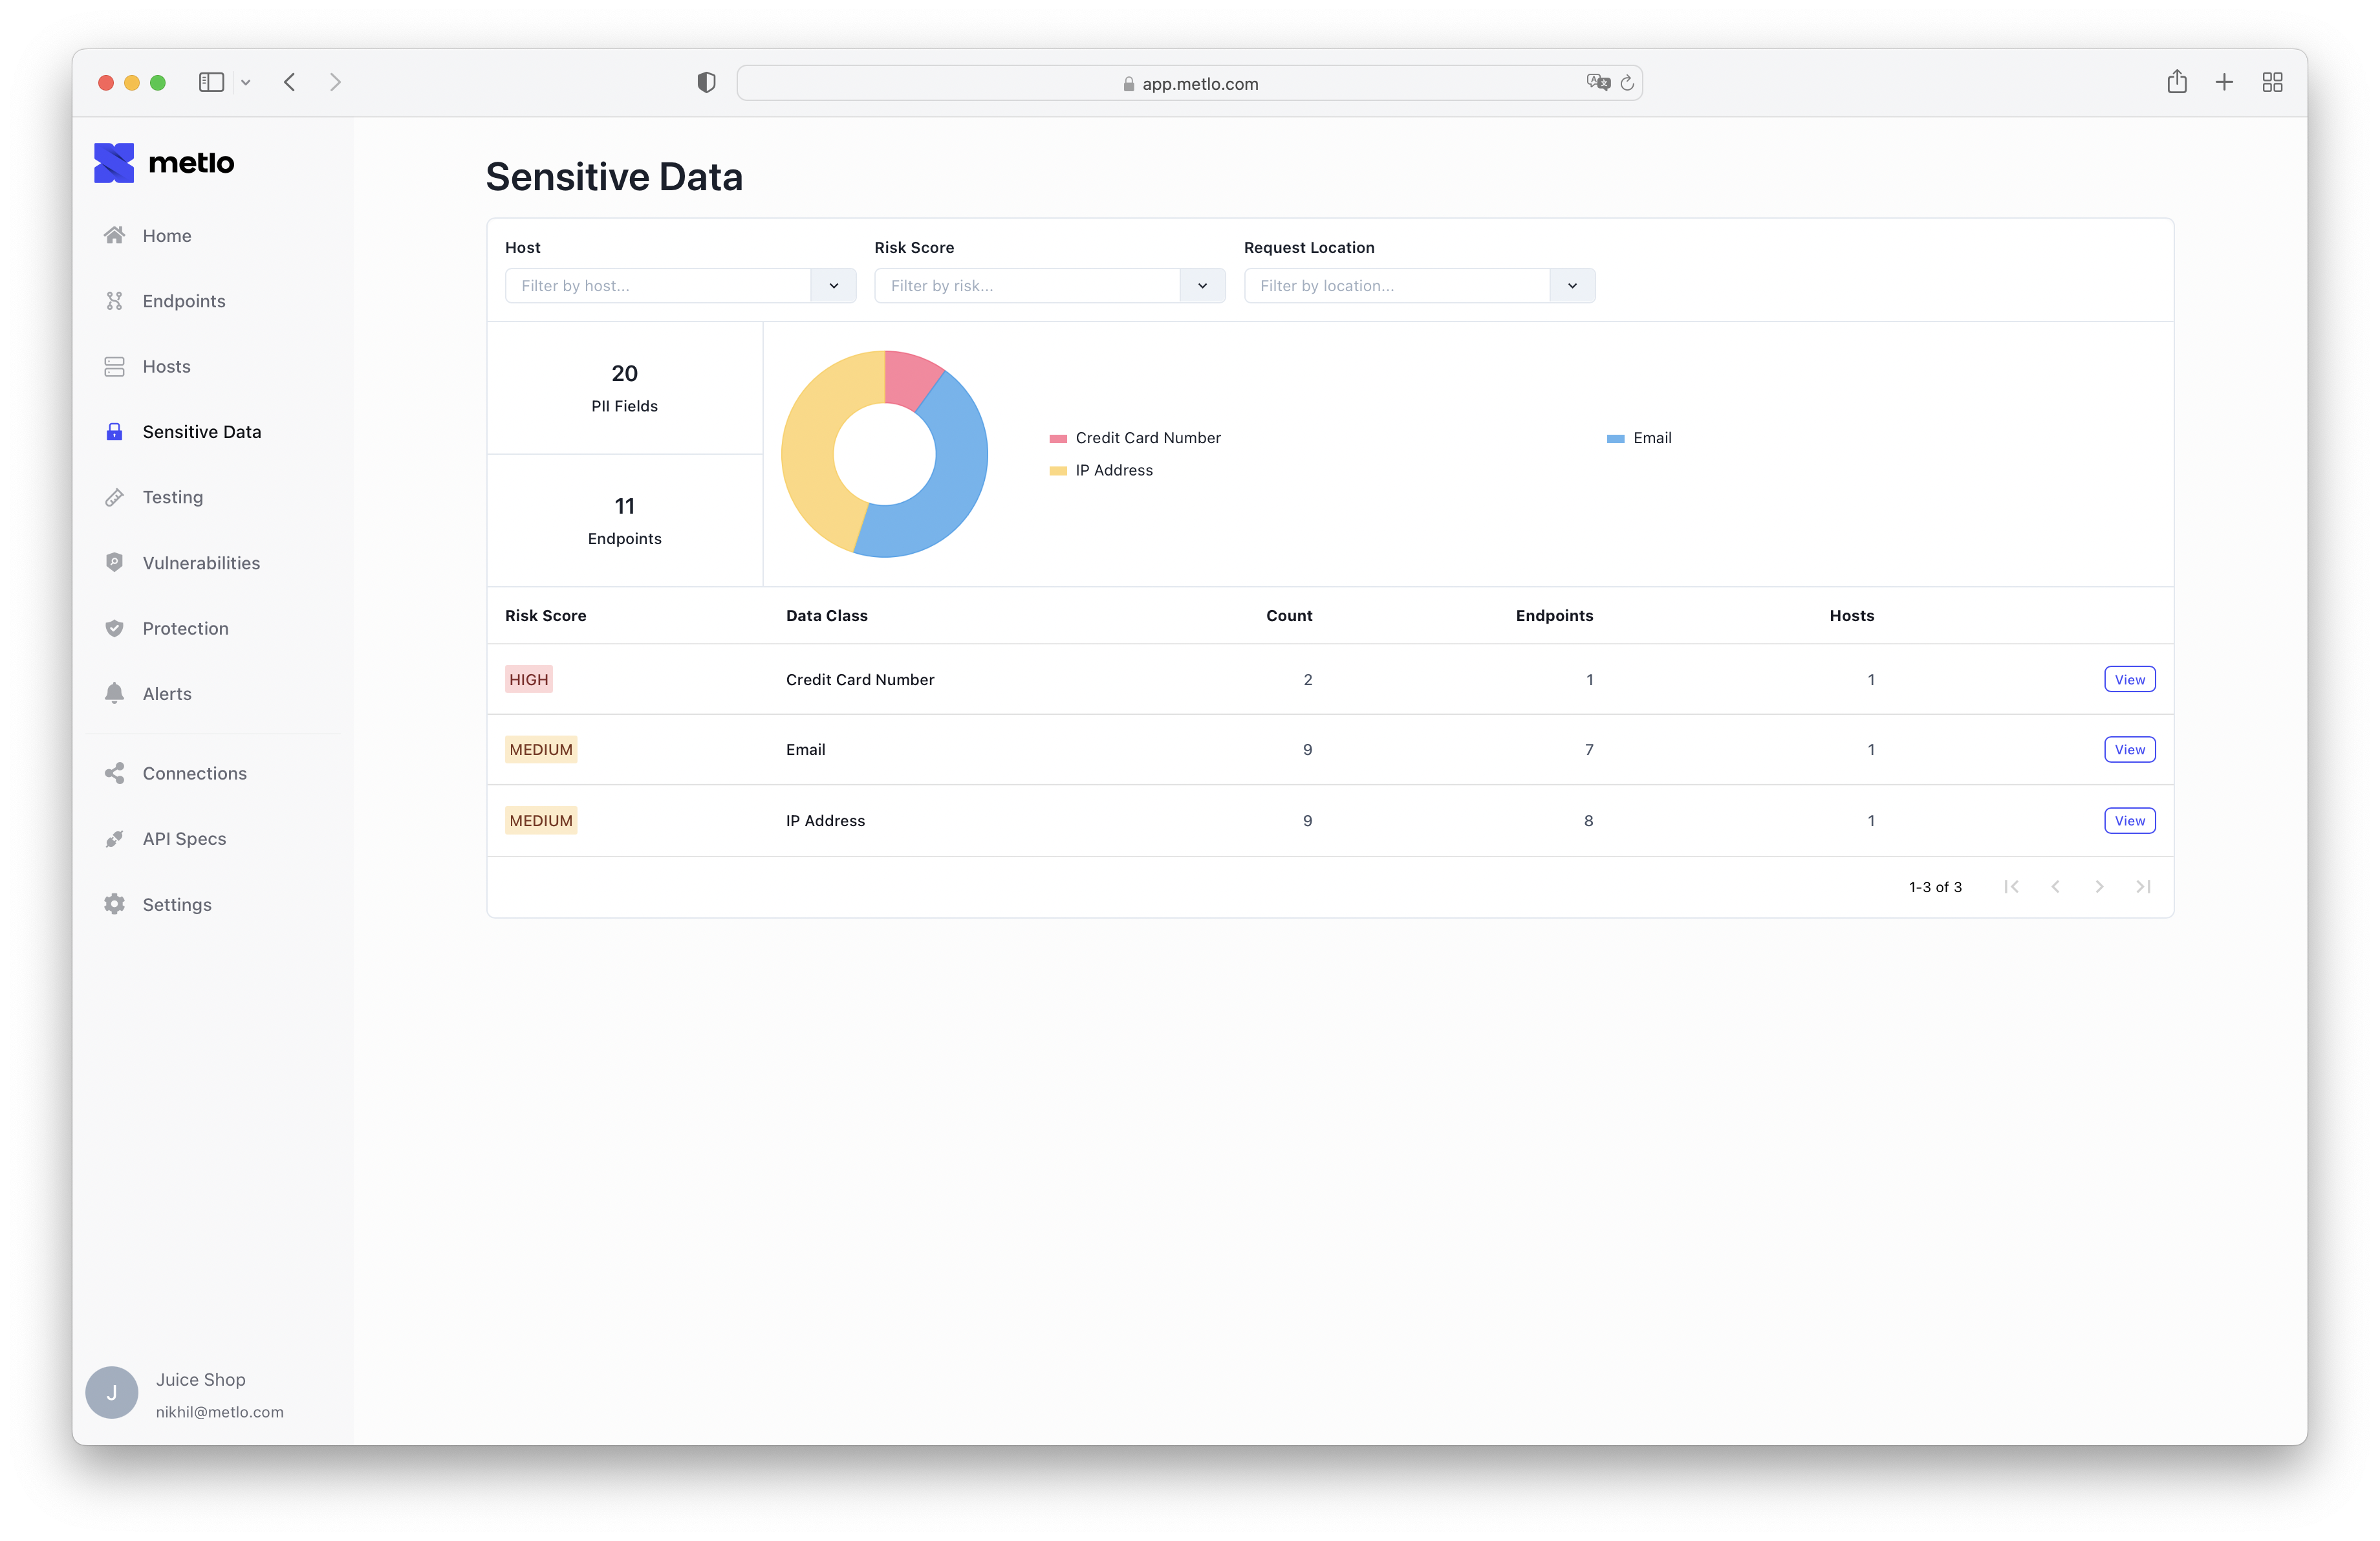 app.metlo.com
metlo
Home
Endpoints
Hosts
Sensitive Data
Testing
Vulnerabilities
Protection
Alerts
Connections
API Specs
Settings
Juice Shop
J
nikhil@metlo.com
Sensitive Data
Host Risk Score Request Location
Filter by host... Filter by risk... Filter by location...
20
PII Fields
11
Endpoints
Credit Card Number Email
IP Address
Risk Score Data Class Count Endpoints Hosts
HIGH Credit Card Number 2 1 1 View
MEDIUM Email 9 7 1 View
MEDIUM IP Address 9 8 1 View
1-3 of 3